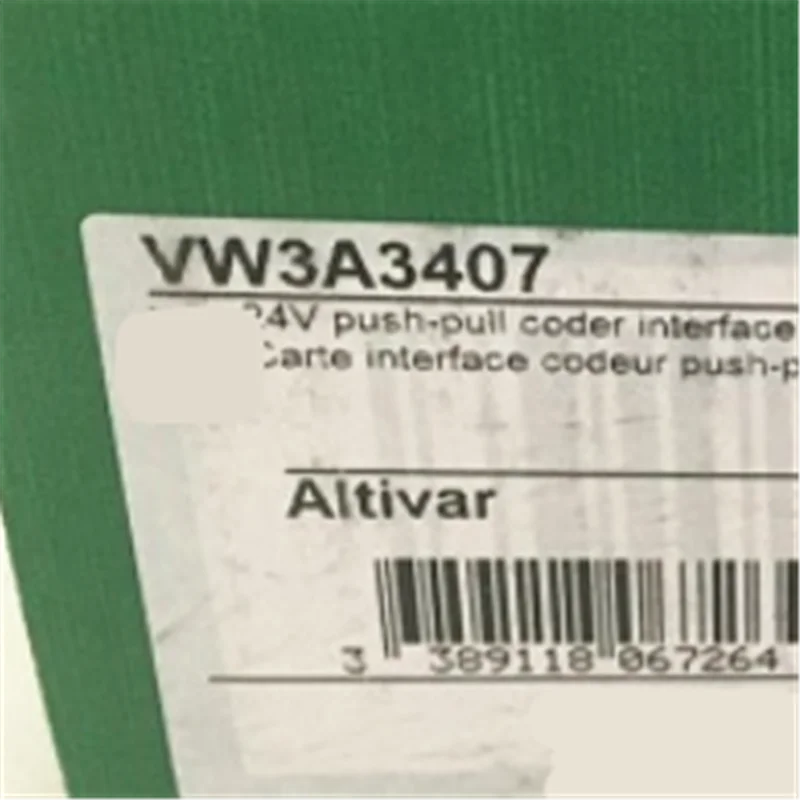 VW3A3407
24V push-pull coder interface
Carte interface codeur push-p
Altivar
3 389118 067264